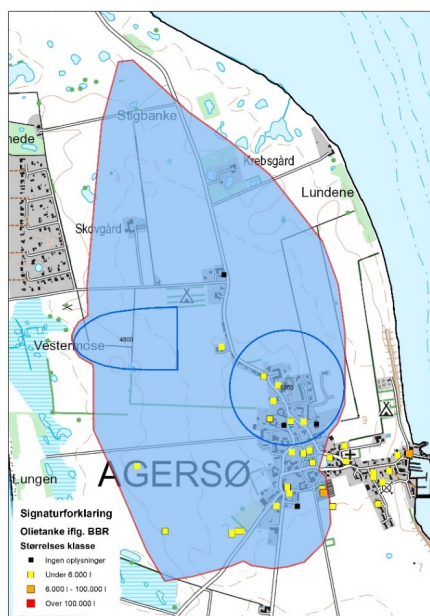 Stigbanke
nede
Krebsgård
Lundene
Skovgård
4800
Vestermose
AGERSØ
Lungen
Signaturforklaring
Olietanke iflg. BBR
Størrelses klasse
Ingen oplysninger
Under 6.000 l
6.000 l - 100.000 l
Over 100.000 l